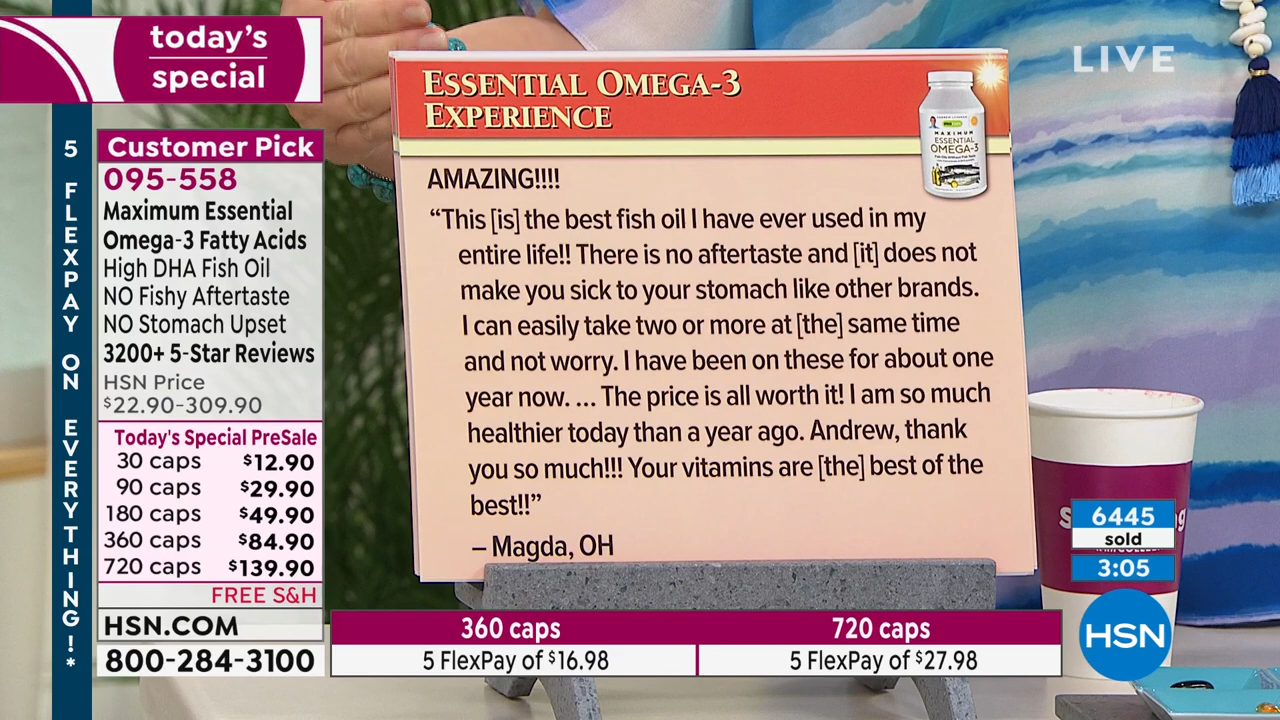 today's
special
5 FLEXPAY ON EVERYTHING!*
Customer Pick
095-558
Maximum Essential
Omega-3 Fatty Acids
High DHA Fish Oil
NO Fishy Aftertaste
NO Stomach Upset
3200+ 5-Star Reviews
HSN Price
$22.90-309.90
Today's Special PreSale
30 caps $12.90
90 caps $29.90
180 caps $49.90
360 caps $84.90
720 caps $139.90
FREE S&H
HSN.COM
800-284-3100
ESSENTIAL OMEGA-3
EXPERIENCE
MAXIMUM
ESSENTIAL
OMEGA-3
AMAZING!!!!
“This [is] the best fish oil I have ever used in my
entire life!! There is no aftertaste and [it] does not
make you sick to your stomach like other brands.
I can easily take two or more at [the] same time
and not worry. I have been on these for about one
year now. ... The price is all worth it! I am so much
healthier today than a year ago. Andrew, thank
you so much!!! Your vitamins are [the] best of the
best!!”
– Magda, OH
LIVE
6445
sold
3:05
HSN
360 caps
5 FlexPay of $16.98
720 caps
5 FlexPay of $27.98